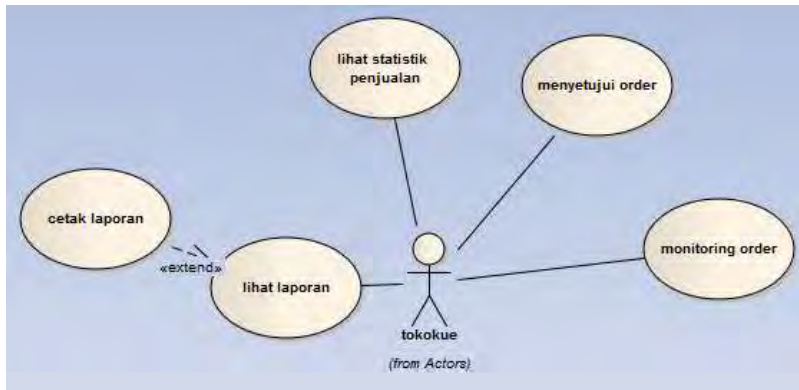 lihat statistik
penjualan
menyetujui order
cetak laporan
«extend»
lihat laporan
monitoring order
tokokue
(from Actors)